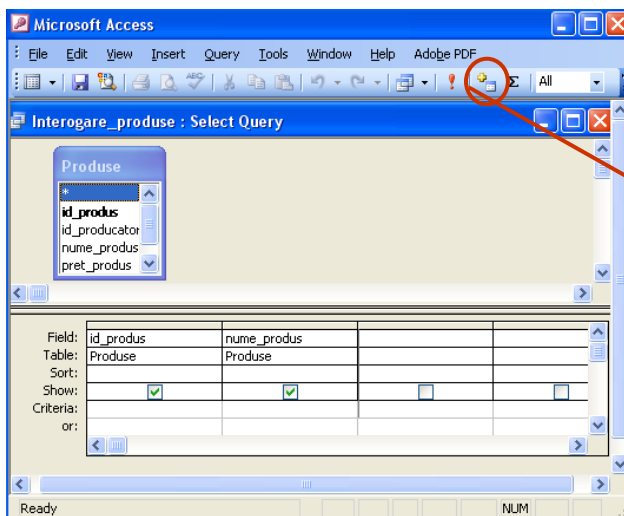 Microsoft Access
File Edit View Insert Query Tools Window Help Adobe PDF
ABC Σ All
Interogare_produse : Select Query
Produse
*
id_produs
id_producator
nume_produs
pret_produs
Field: id_produs nume_produs
Table: Produse Produse
Sort:
Show:
Criteria:
or:
Ready NUM